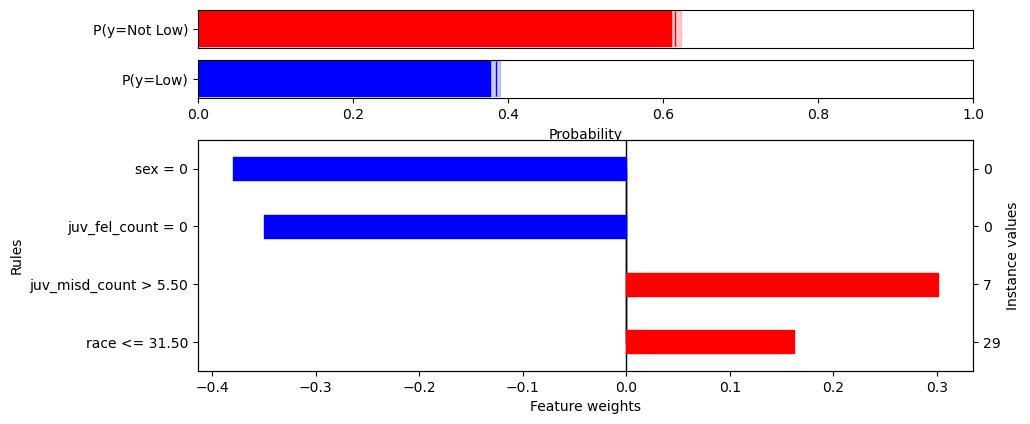 P(y=Not Low)
P(y=Low)
0.0 0.2 0.4 0.6 0.8 1.0
Probability
Rules
sex = 0 0
juv_fel_count = 0 0
juv_misd_count > 5.50 7
race <= 31.50 29
Instance values
−0.4 −0.3 −0.2 −0.1 0.0 0.1 0.2 0.3
Feature weights